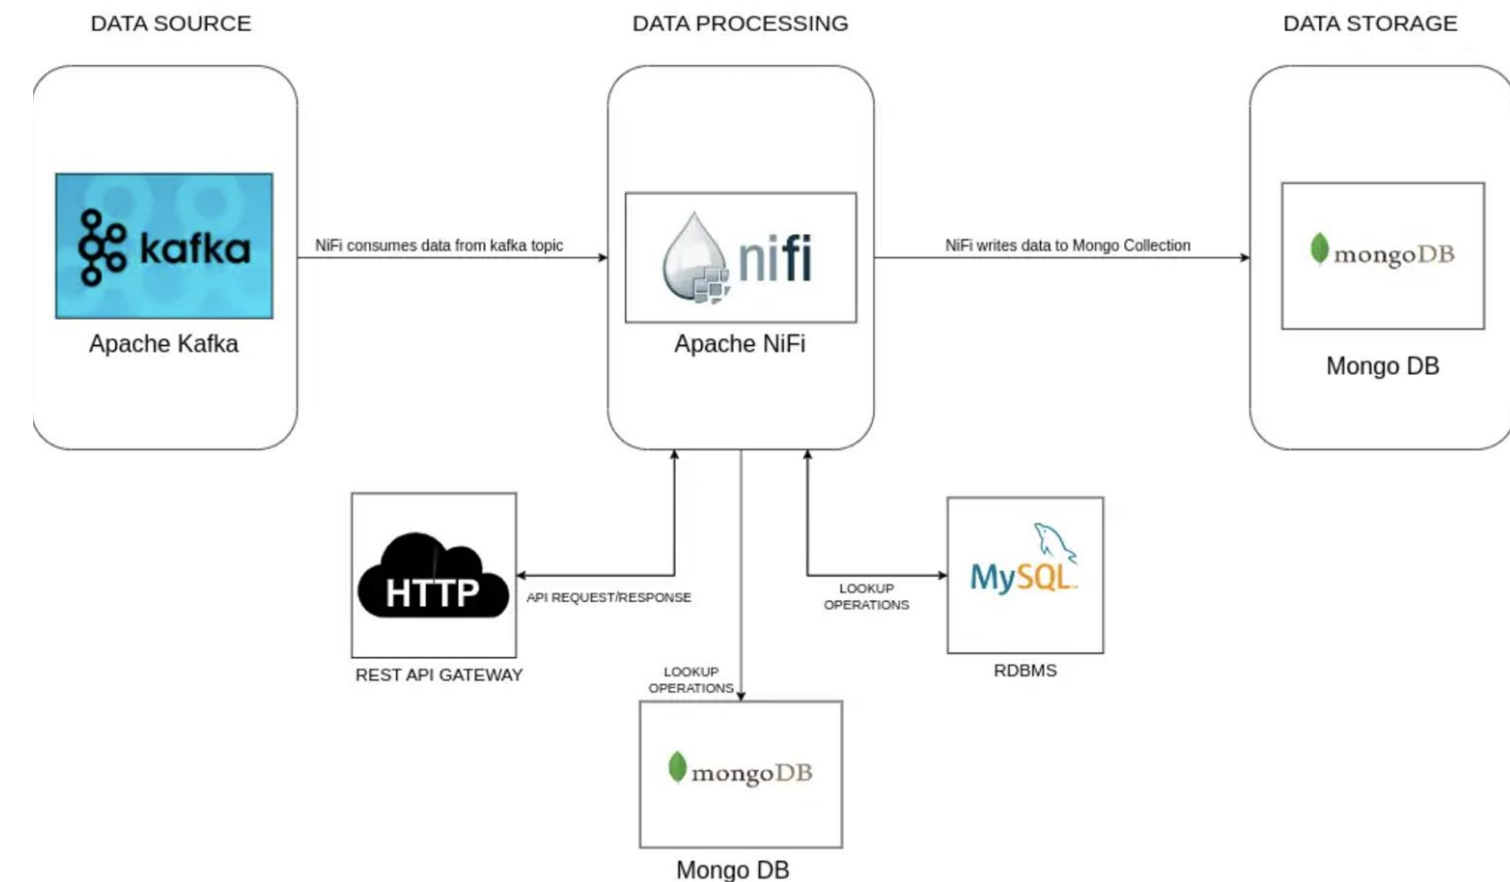 DATA SOURCE
DATA PROCESSING
DATA STORAGE
kafka
Apache Kafka
NiFi consumes data from kafka topic
nifi
Apache NiFi
NiFi writes data to Mongo Collection
mongoDB
Mongo DB
HTTP
REST API GATEWAY
API REQUEST/RESPONSE
LOOKUP
OPERATIONS
MySQL
RDBMS
LOOKUP
OPERATIONS
mongoDB
Mongo DB